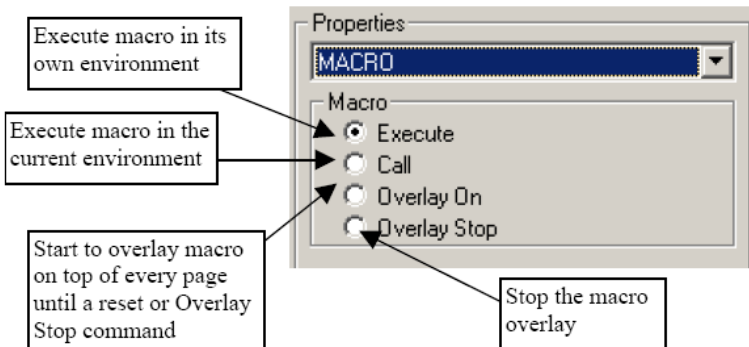 Execute macro in its
own environment
Execute macro in the
current environment
Start to overlay macro
on top of every page
until a reset or Overlay
Stop command
Properties
MACRO
Macro
Execute
Call
Overlay On
Overlay Stop
Stop the macro
overlay